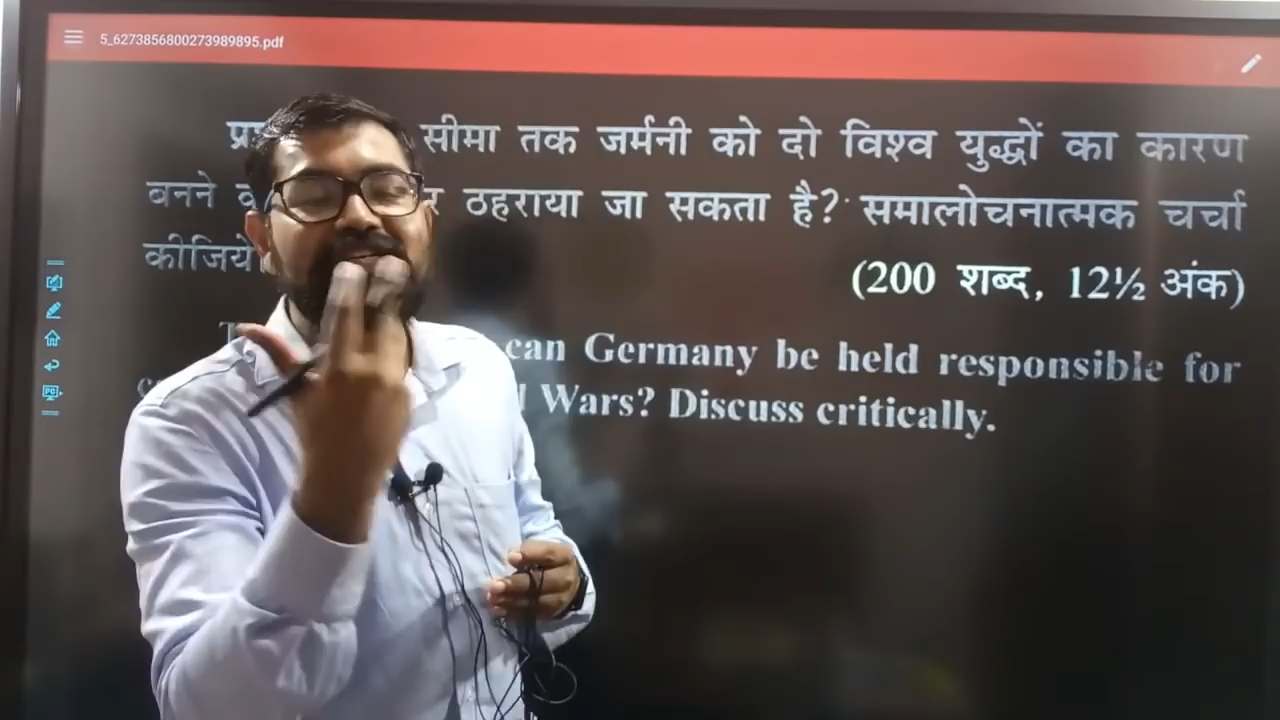 5_6273856800273989895.pdf
सीमा तक जर्मनी को दो विश्व युद्धों का कारण
बनने ठहराया जा सकता है? समालोचनात्मक चर्चा
कीजिये
(200 शब्द, 12½ अंक)
can Germany be held responsible for
Wars? Discuss critically.